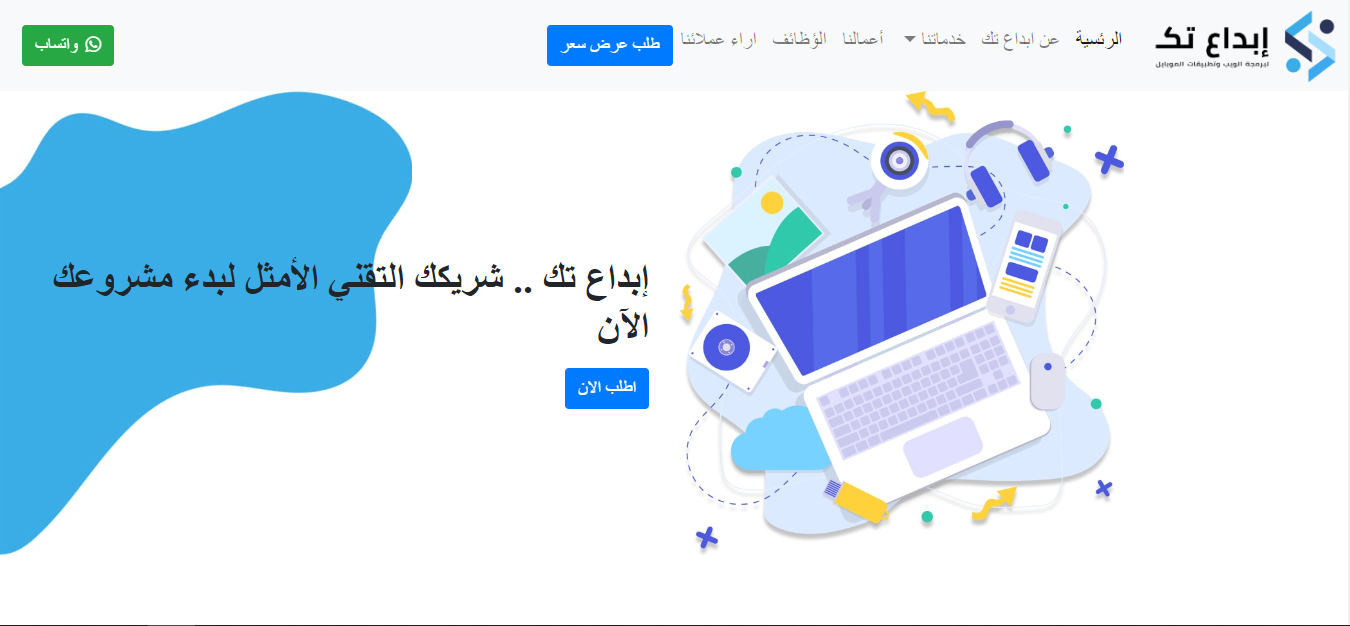 إبداع تك
لبرمجة الويب وتطبيقات الموبايل
الرئسية
عن ابداع تك
خدماتنا
أعمالنا
الؤظائف
اراء عملائنا
طلب عرض سعر
واتساب
إبداع تك .. شريكك التقني الأمثل لبدء مشروعك
الآن
اطلب الان